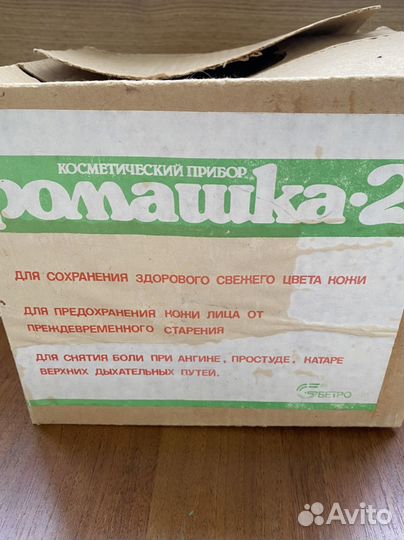 КОСМЕТИЧЕСКИЙ ПРИБОР
ромашка-2
ДЛЯ СОХРАНЕНИЯ ЗДОРОВОГО СВЕЖЕГО ЦВЕТА КОЖИ
ДЛЯ ПРЕДОХРАНЕНИЯ КОЖИ ЛИЦА ОТ
ПРЕЖДЕВРЕМЕННОГО СТАРЕНИЯ
ДЛЯ СНЯТИЯ БОЛИ ПРИ АНГИНЕ, ПРОСТУДЕ, КАТАРЕ
ВЕРХНИХ ДЫХАТЕЛЬНЫХ ПУТЕЙ.
БЕТРО
Avito